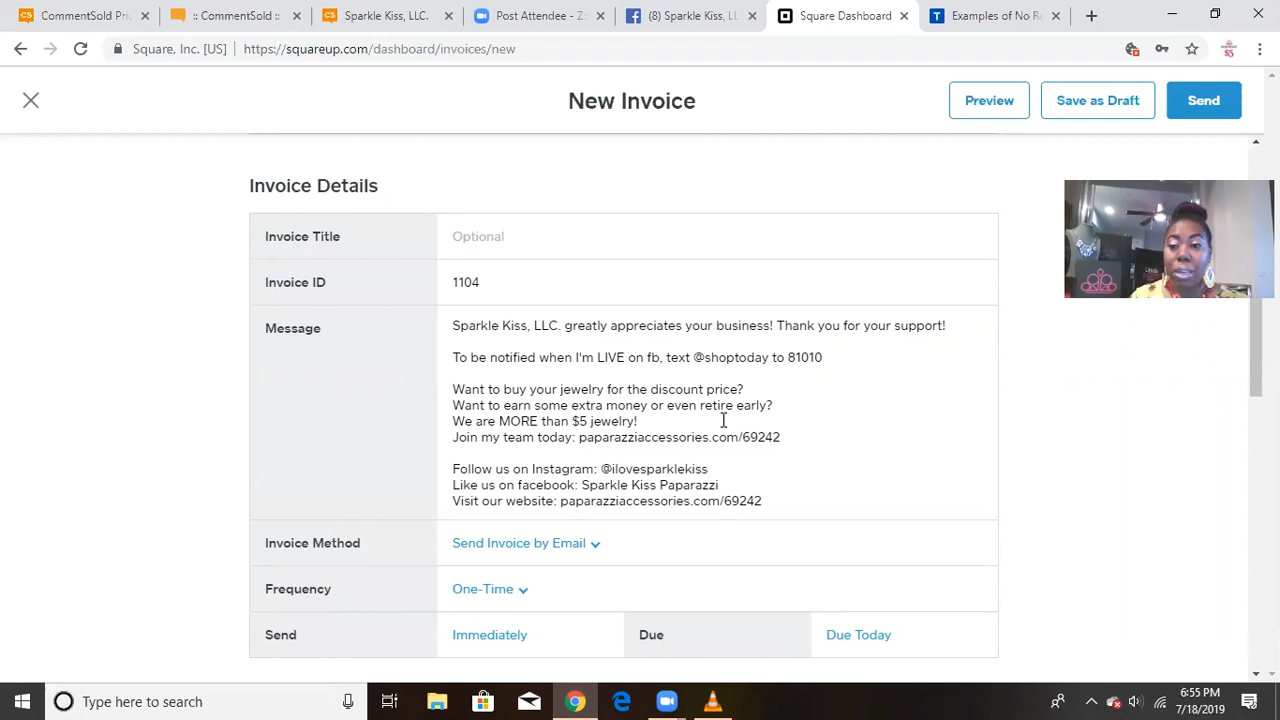 CommentSold Pri
:: CommentSold ::
Sparkle Kiss, LLC.
Post Attendee - Z
(8) Sparkle Kiss, LL
Square Dashboard
Examples of No Re
Square, Inc. [US]
https://squareup.com/dashboard/invoices/new
New Invoice
Preview
Save as Draft
Send
Invoice Details
Invoice Title
Optional
Invoice ID
1104
Message
Sparkle Kiss, LLC. greatly appreciates your business! Thank you for your support!
To be notified when I'm LIVE on fb, text @shoptoday to 81010
Want to buy your jewelry for the discount price?
Want to earn some extra money or even retire early?
We are MORE than $5 jewelry!
Join my team today: paparazziaccessories.com/69242
Follow us on Instagram: @ilovesparklekiss
Like us on facebook: Sparkle Kiss Paparazzi
Visit our website: paparazziaccessories.com/69242
Invoice Method
Send Invoice by Email
Frequency
One-Time
Send
Immediately
Due
Due Today
Type here to search
6:55 PM
7/18/2019